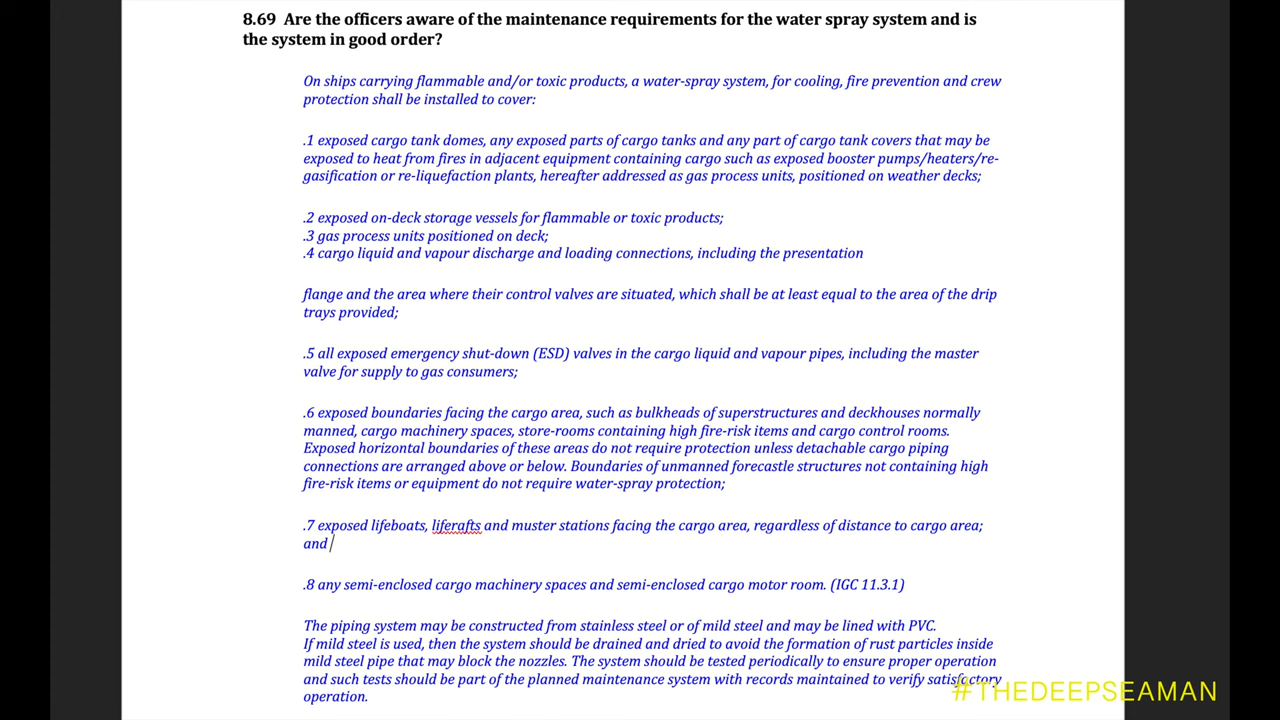 8.69 Are the officers aware of the maintenance requirements for the water spray system and is
the system in good order?
On ships carrying flammable and/or toxic products, a water-spray system, for cooling, fire prevention and crew
protection shall be installed to cover:
.1 exposed cargo tank domes, any exposed parts of cargo tanks and any part of cargo tank covers that may be
exposed to heat from fires in adjacent equipment containing cargo such as exposed booster pumps/heaters/re-
gasification or re-liquefaction plants, hereafter addressed as gas process units, positioned on weather decks;
.2 exposed on-deck storage vessels for flammable or toxic products;
.3 gas process units positioned on deck;
.4 cargo liquid and vapour discharge and loading connections, including the presentation
flange and the area where their control valves are situated, which shall be at least equal to the area of the drip
trays provided;
.5 all exposed emergency shut-down (ESD) valves in the cargo liquid and vapour pipes, including the master
valve for supply to gas consumers;
.6 exposed boundaries facing the cargo area, such as bulkheads of superstructures and deckhouses normally
manned, cargo machinery spaces, store-rooms containing high fire-risk items and cargo control rooms.
Exposed horizontal boundaries of these areas do not require protection unless detachable cargo piping
connections are arranged above or below. Boundaries of unmanned forecastle structures not containing high
fire-risk items or equipment do not require water-spray protection;
.7 exposed lifeboats, liferafts and muster stations facing the cargo area, regardless of distance to cargo area;
and
.8 any semi-enclosed cargo machinery spaces and semi-enclosed cargo motor room. (IGC 11.3.1)
The piping system may be constructed from stainless steel or of mild steel and may be lined with PVC.
If mild steel is used, then the system should be drained and dried to avoid the formation of rust particles inside
mild steel pipe that may block the nozzles. The system should be tested periodically to ensure proper operation
and such tests should be part of the planned maintenance system with records maintained to verify satisfactory
operation.
#THEDEEPSEAMAN